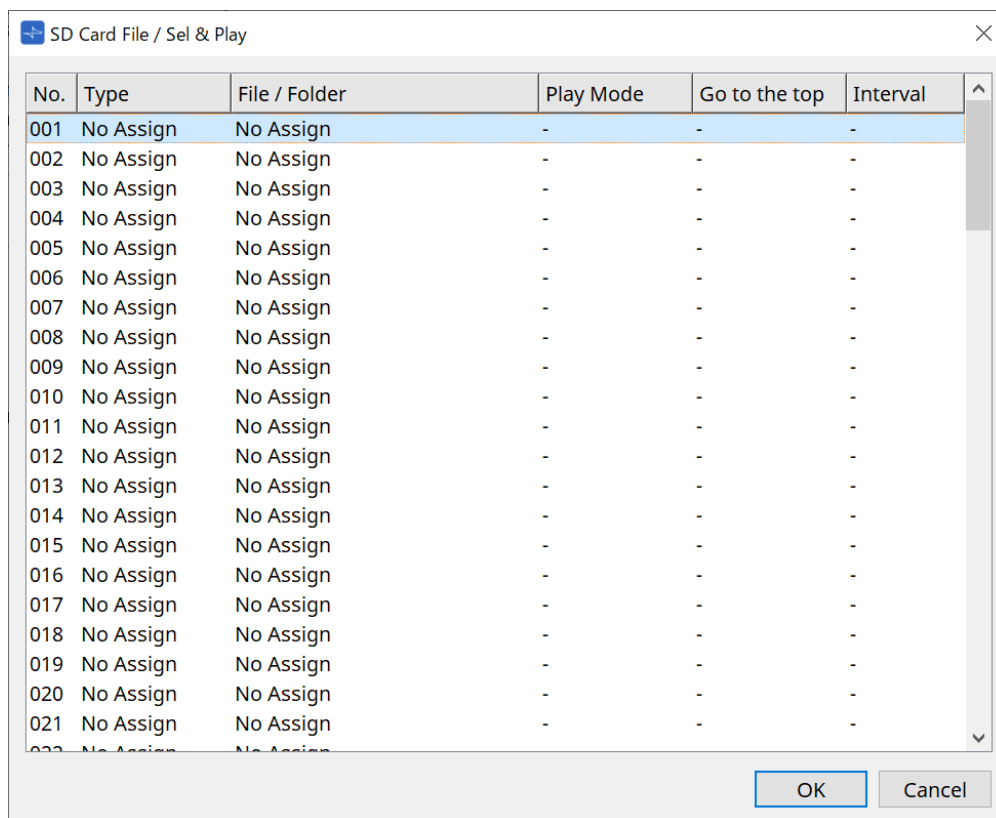 SD Card File / Sel & Play
No. Type File / Folder Play Mode Go to the top Interval
001 No Assign No Assign - - -
002 No Assign No Assign - - -
003 No Assign No Assign - - -
004 No Assign No Assign - - -
005 No Assign No Assign - - -
006 No Assign No Assign - - -
007 No Assign No Assign - - -
008 No Assign No Assign - - -
009 No Assign No Assign - - -
010 No Assign No Assign - - -
011 No Assign No Assign - - -
012 No Assign No Assign - - -
013 No Assign No Assign - - -
014 No Assign No Assign - - -
015 No Assign No Assign - - -
016 No Assign No Assign - - -
017 No Assign No Assign - - -
018 No Assign No Assign - - -
019 No Assign No Assign - - -
020 No Assign No Assign - - -
021 No Assign No Assign - - -
022 No Assign No Assign
OK Cancel